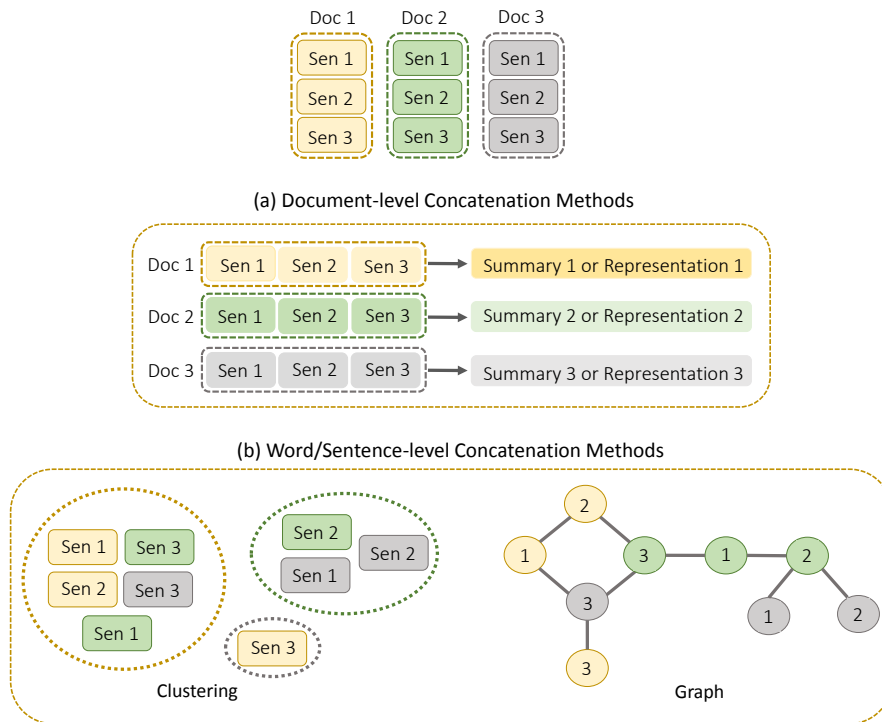 Doc 1 Doc 2 Doc 3
Sen 1 Sen 1 Sen 1
Sen 2 Sen 2 Sen 2
Sen 3 Sen 3 Sen 3
(a) Document-level Concatenation Methods
Doc 1 Sen 1 Sen 2 Sen 3 Summary 1 or Representation 1
Doc 2 Sen 1 Sen 2 Sen 3 Summary 2 or Representation 2
Doc 3 Sen 1 Sen 2 Sen 3 Summary 3 or Representation 3
(b) Word/Sentence-level Concatenation Methods
Sen 1 Sen 3
Sen 2 Sen 3
Sen 1
Sen 2
Sen 2
Sen 1
Sen 3
Clustering
2
1 3 1 2
3 1 2
3
Graph